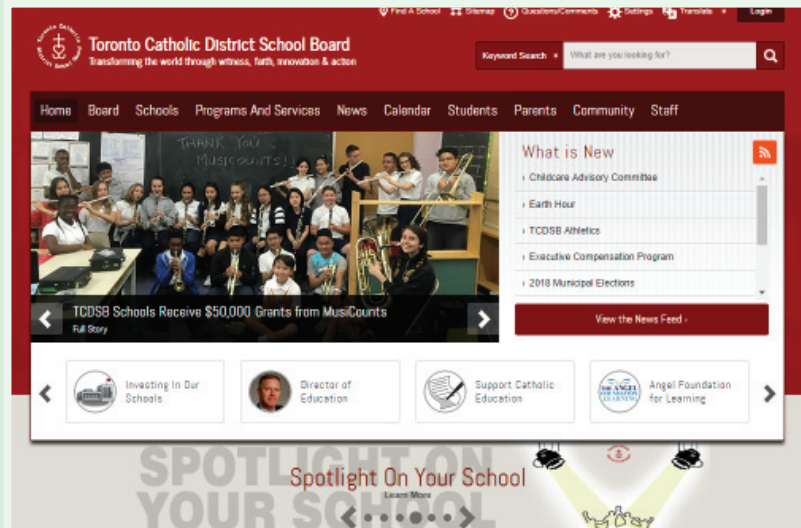 Find A School Sitemap Questions/Comments Settings Translate Login
Toronto Catholic District School Board
Transforming the world through witness, faith, innovation & action
Keyword Search What are you looking for?
Home Board Schools Programs And Services News Calendar Students Parents Community Staff
THANK YOU
MUSICOUNTS!!
TCDSB Schools Receive $50,000 Grants from MusiCounts
Full Story
What is New
Childcare Advisory Committee
Earth Hour
TCDSB Athletics
Executive Compensation Program
2018 Municipal Elections
View the News Feed ›
Investing In Our
Schools
Director of
Education
Support Catholic
Education
THE ANGEL
FOUNDATION
LEARNING
Angel Foundation
for Learning
SPOTLIGHT ON
YOUR SCHOOL
Spotlight On Your School
Learn More